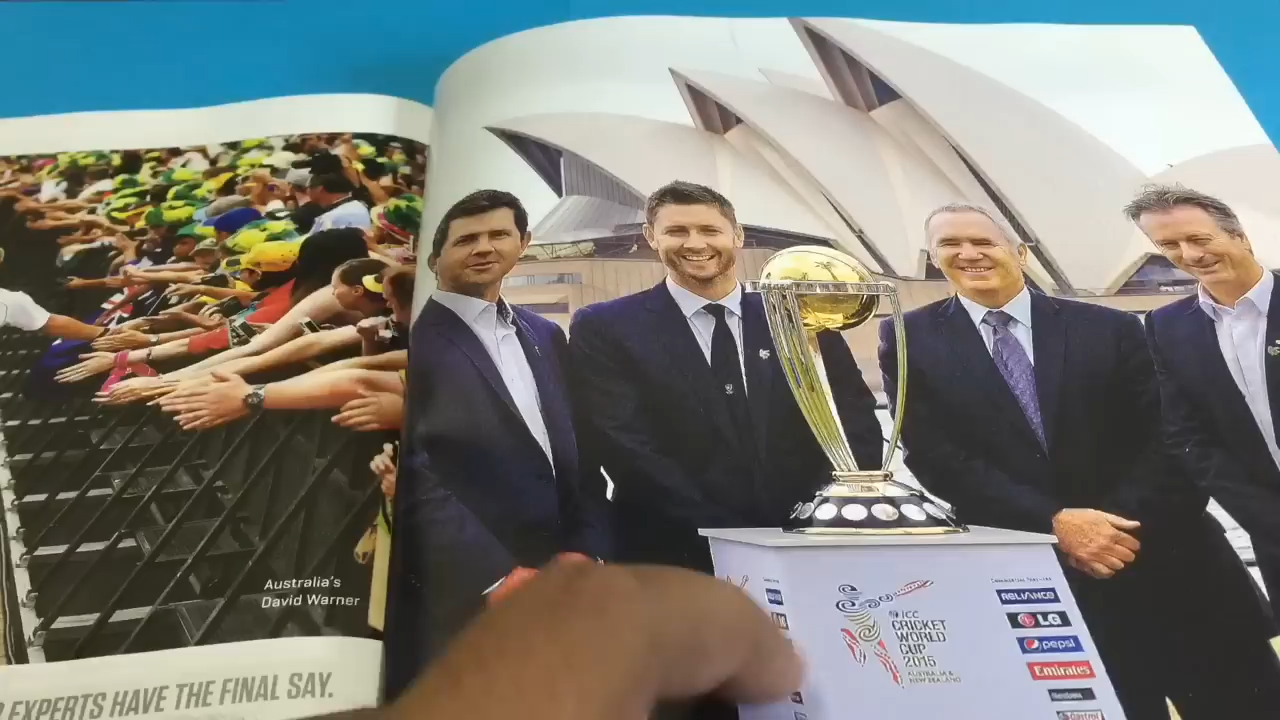 Australia's
David Warner
EXPERTS HAVE THE FINAL SAY.
ICC
CRICKET
WORLD
CUP
2015
AUSTRALIA &
NEW ZEALAND
RELIANCE
LG
pepsi
Emirates
Castrol